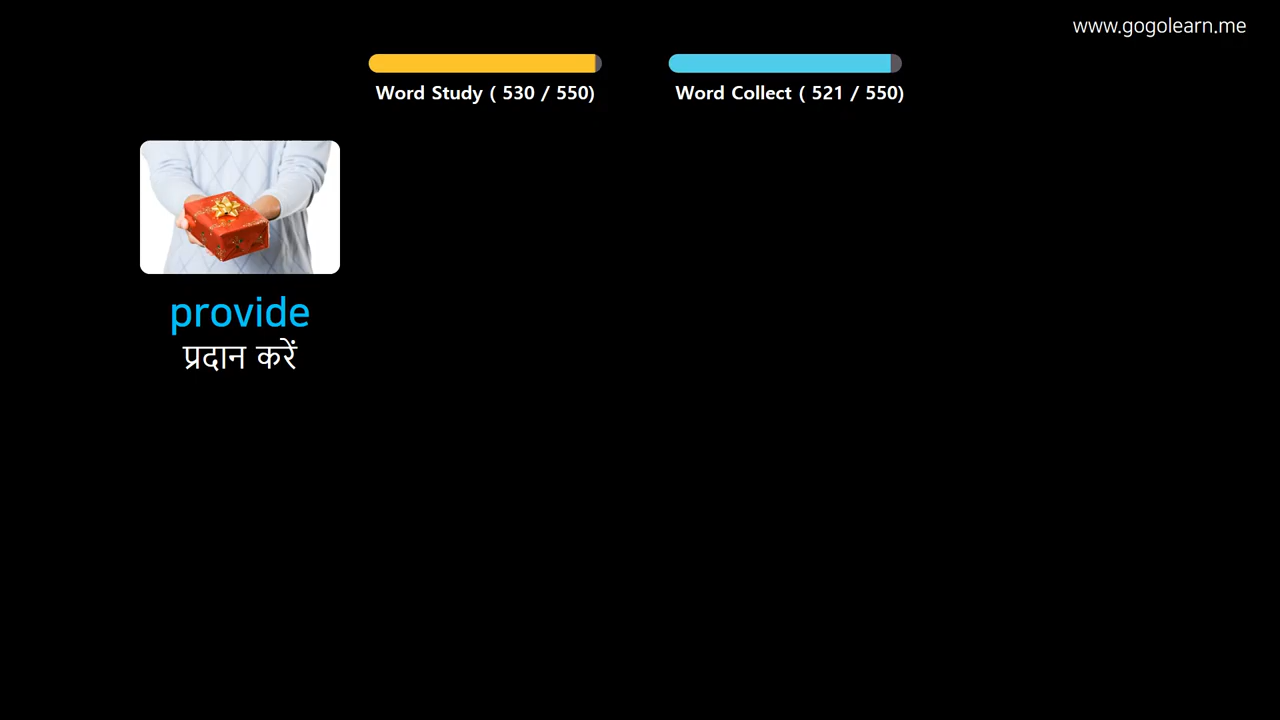 www.gogolearn.me
Word Study ( 530 / 550)
Word Collect ( 521 / 550)
provide
प्रदान करें